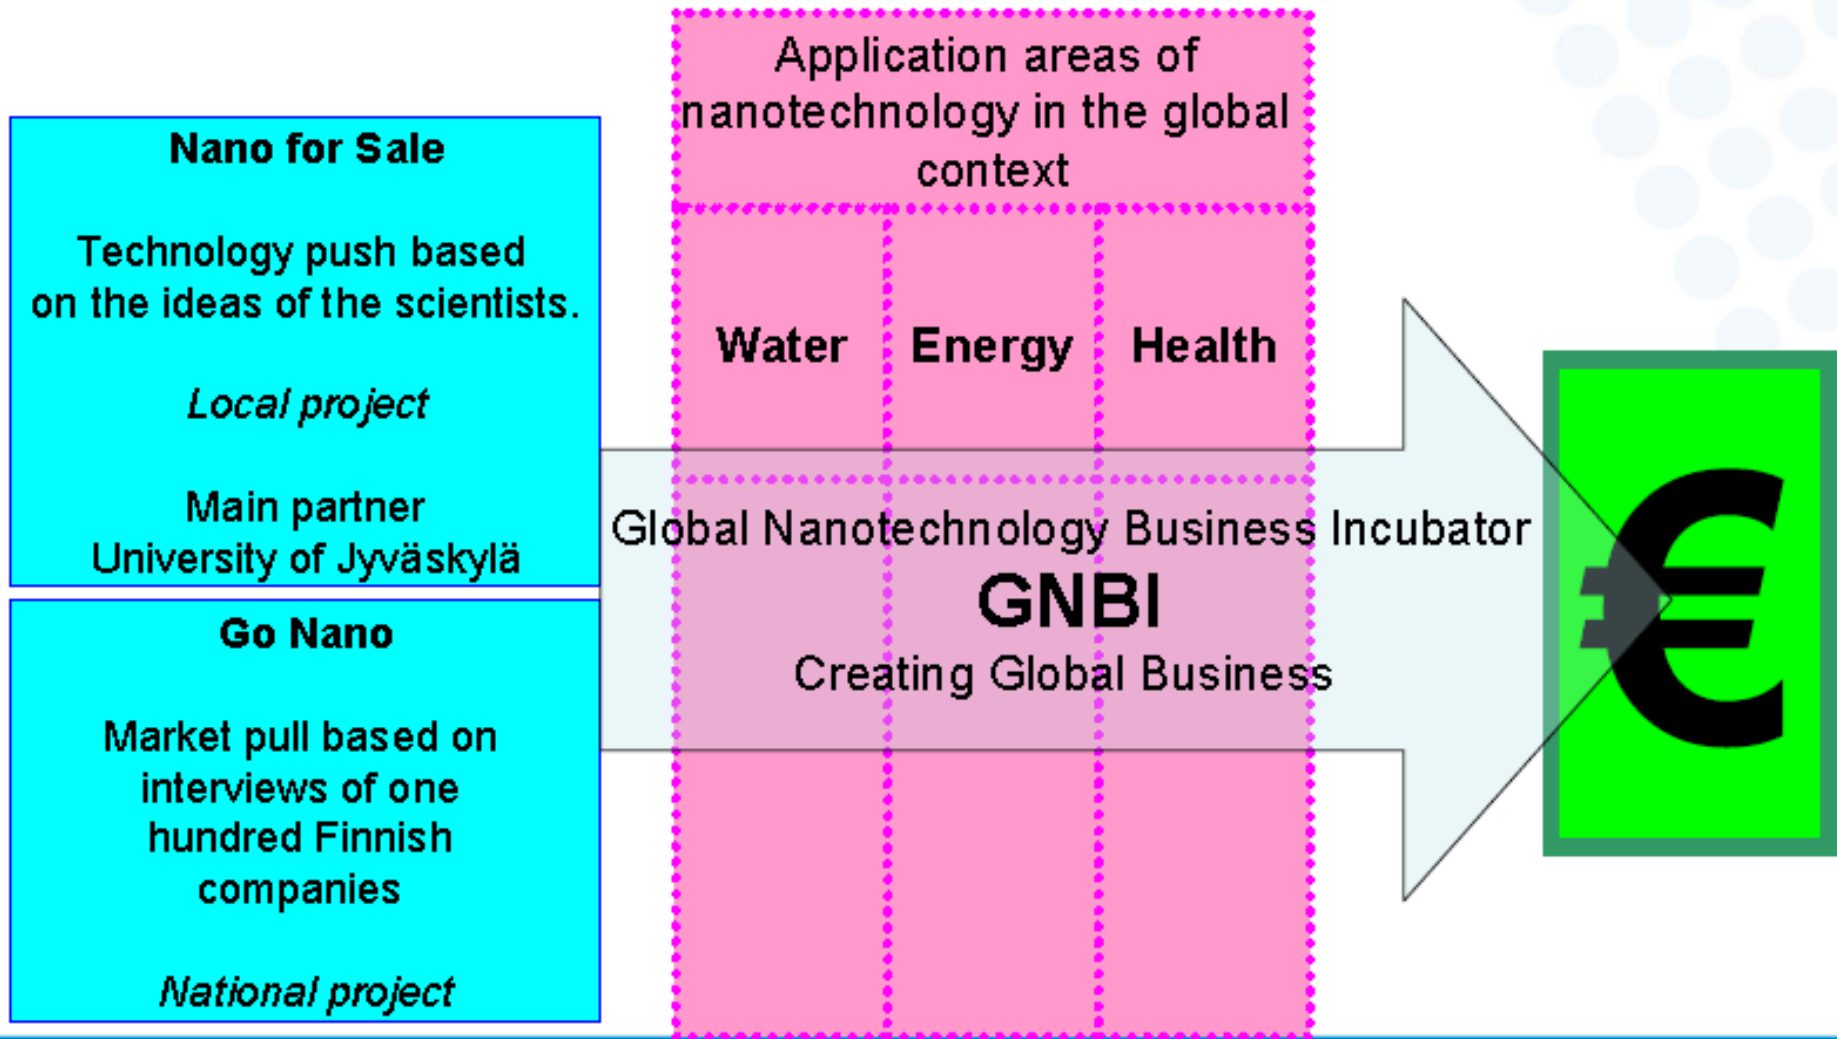 Nano for Sale
Technology push based
on the ideas of the scientists.
Local project
Main partner
University of Jyväskylä
Go Nano
Market pull based on
interviews of one
hundred Finnish
companies
National project
Application areas of
nanotechnology in the global
context
Water
Energy
Health
Global Nanotechnology Business Incubator
GNBI
Creating Global Business
€